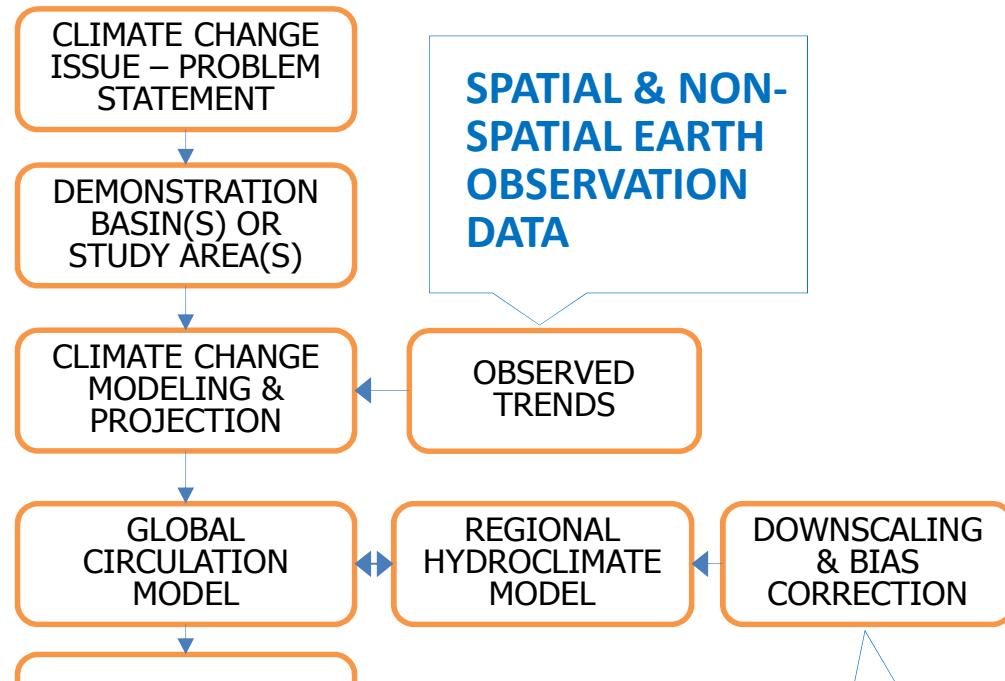 CLIMATE CHANGE
ISSUE – PROBLEM
STATEMENT
SPATIAL & NON-
SPATIAL EARTH
OBSERVATION
DATA
DEMONSTRATION
BASIN(S) OR
STUDY AREA(S)
CLIMATE CHANGE
MODELING &
PROJECTION
OBSERVED
TRENDS
GLOBAL
CIRCULATION
MODEL
REGIONAL
HYDROCLIMATE
MODEL
DOWNSCALING
& BIAS
CORRECTION